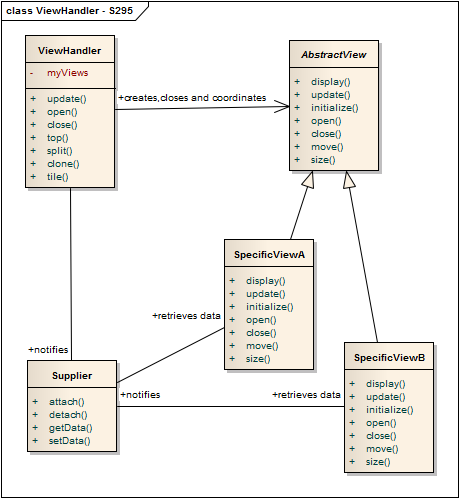 class ViewHandler - S295
ViewHandler
- myViews
+ update()
+ open()
+ close()
+ top()
+ split()
+ clone()
+ tile()
+creates,closes and coordinates
AbstractView
+ display()
+ update()
+ initialize()
+ open()
+ close()
+ move()
+ size()
SpecificViewA
+ display()
+ update()
+ initialize()
+ open()
+ close()
+ move()
+ size()
+retrieves data
+notifies
Supplier
+ attach()
+ detach()
+ getData()
+ setData()
+notifies
+retrieves data
SpecificViewB
+ display()
+ update()
+ initialize()
+ open()
+ close()
+ move()
+ size()